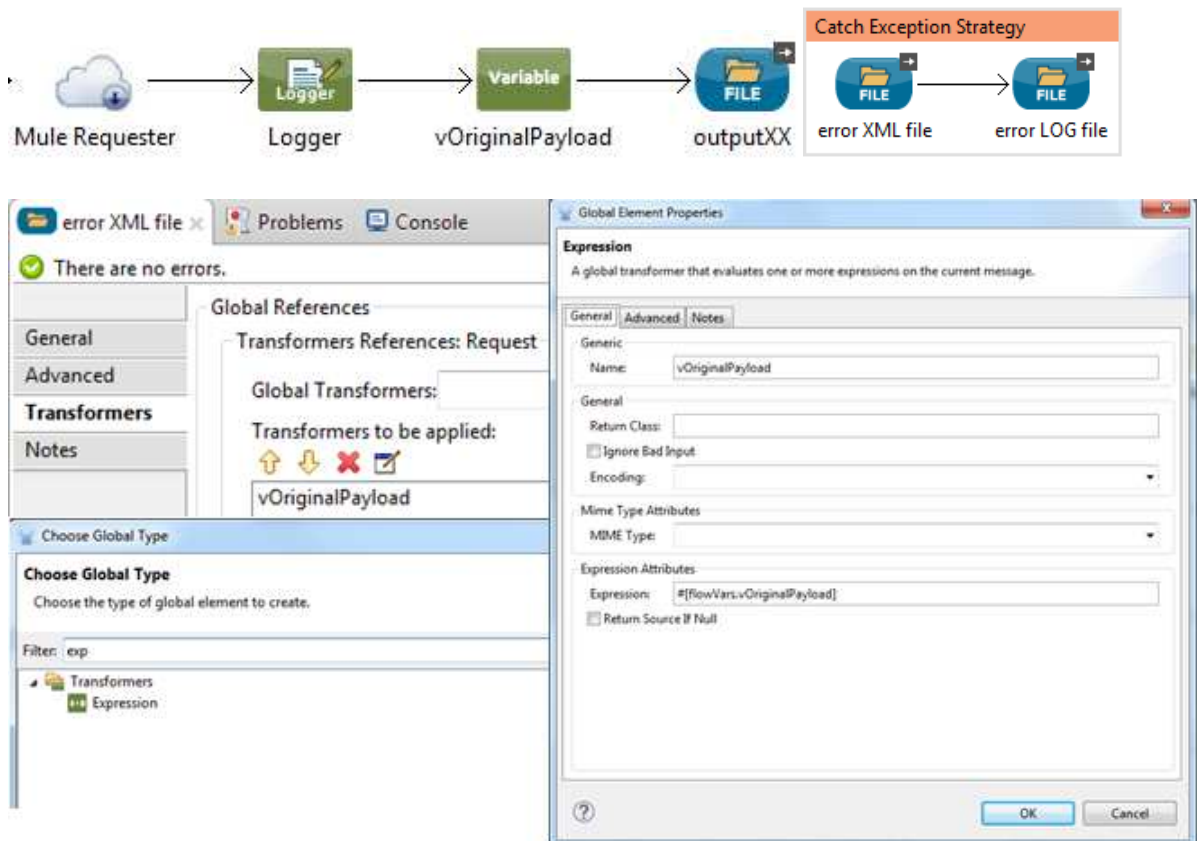 Catch Exception Strategy
Logger
Variable
FILE
FILE
FILE
Mule Requester
Logger
vOriginalPayload
outputXX
error XML file
error LOG file
error XML file
Problems
Console
There are no errors.
General
Advanced
Transformers
Notes
Global References
Transformers References: Request
Global Transformers:
Transformers to be applied:
vOriginalPayload
Choose Global Type
Choose Global Type
Choose the type of global element to create.
Filter: exp
Transformers
Expression
Global Element Properties
Expression
A global transformer that evaluates one or more expressions on the current message.
General Advanced Notes
Generic
Name: vOriginalPayload
General
Return Class:
Ignore Bad Input
Encoding:
Mime Type Attributes
MIME Type:
Expression Attributes
Expression: #[flowVars.vOriginalPayload]
Return Source If Null
OK Cancel